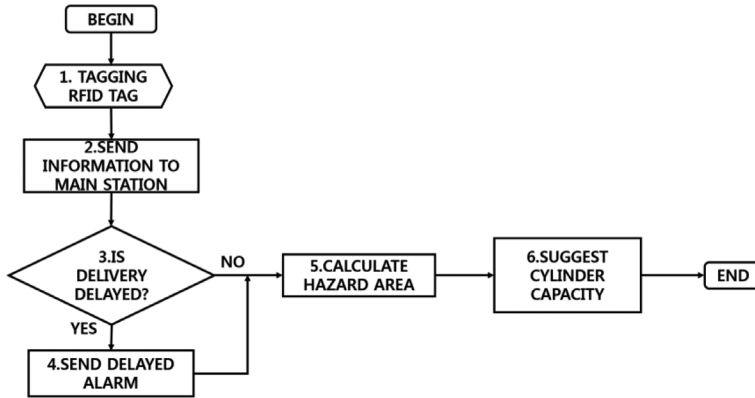 BEGIN
1. TAGGING
RFID TAG
2.SEND
INFORMATION TO
MAIN STATION
3.IS
DELIVERY
DELAYED?
NO
YES
4.SEND DELAYED
ALARM
5.CALCULATE
HAZARD AREA
6.SUGGEST
CYLINDER
CAPACITY
END